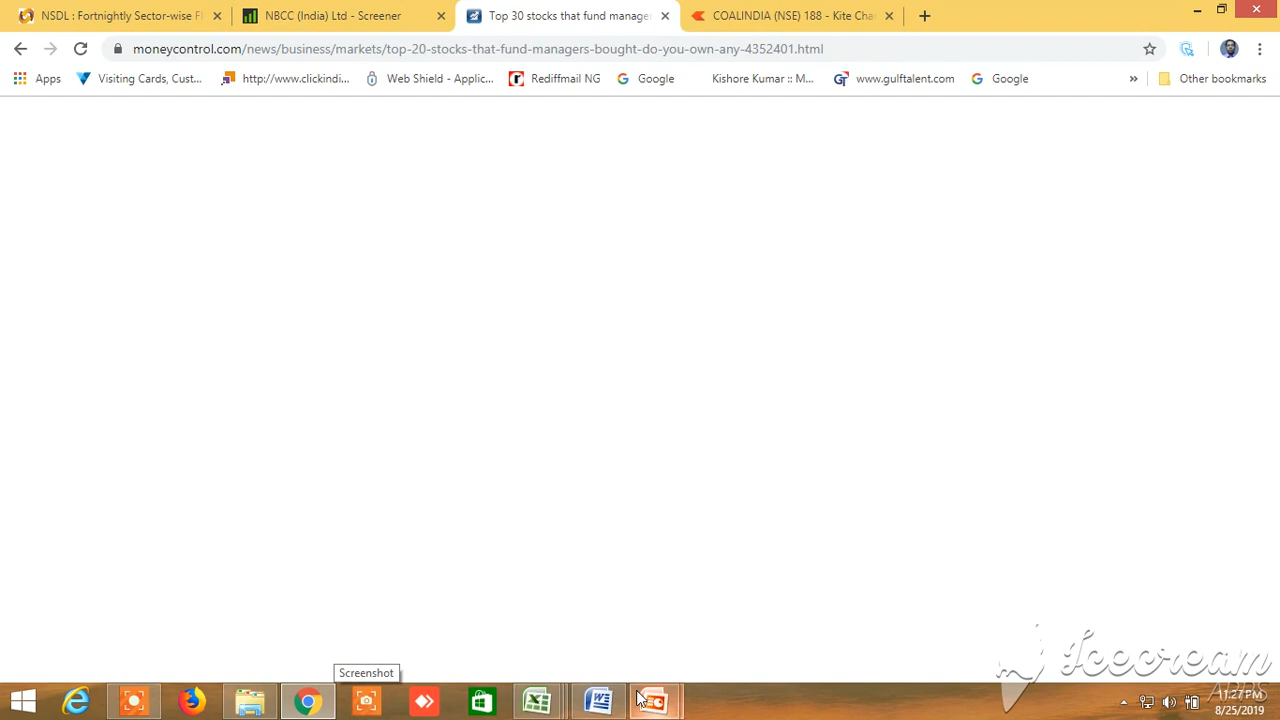 NSDL : Fortnightly Sector-wise F
NBCC (India) Ltd - Screener
Top 30 stocks that fund manage
COALINDIA (NSE) 188 - Kite Cha
moneycontrol.com/news/business/markets/top-20-stocks-that-fund-managers-bought-do-you-own-any-4352401.html
Apps
Visiting Cards, Cust...
http://www.clickindi...
Web Shield - Applic...
Rediffmail NG
Google
Kishore Kumar :: M...
www.gulftalent.com
Google
»
Other bookmarks
Screenshot
Icecream
APPS
11:27 PM
8/25/2019